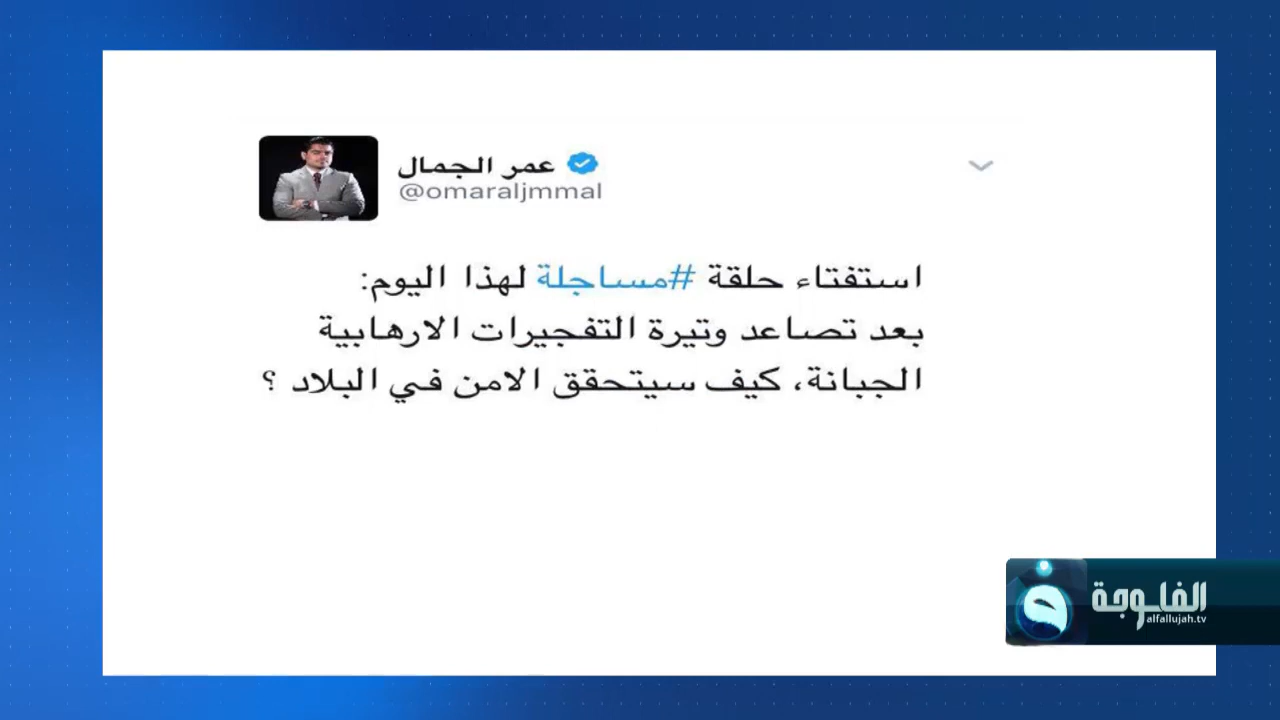 عمر الجمال
@omaraljmmal
استفتاء حلقة #مساجلة لهذا اليوم:
بعد تصاعد وتيرة التفجيرات الارهابية
الجبانة، كيف سيتحقق الامن في البلاد ؟
الفلوجة
alfallujah.tv